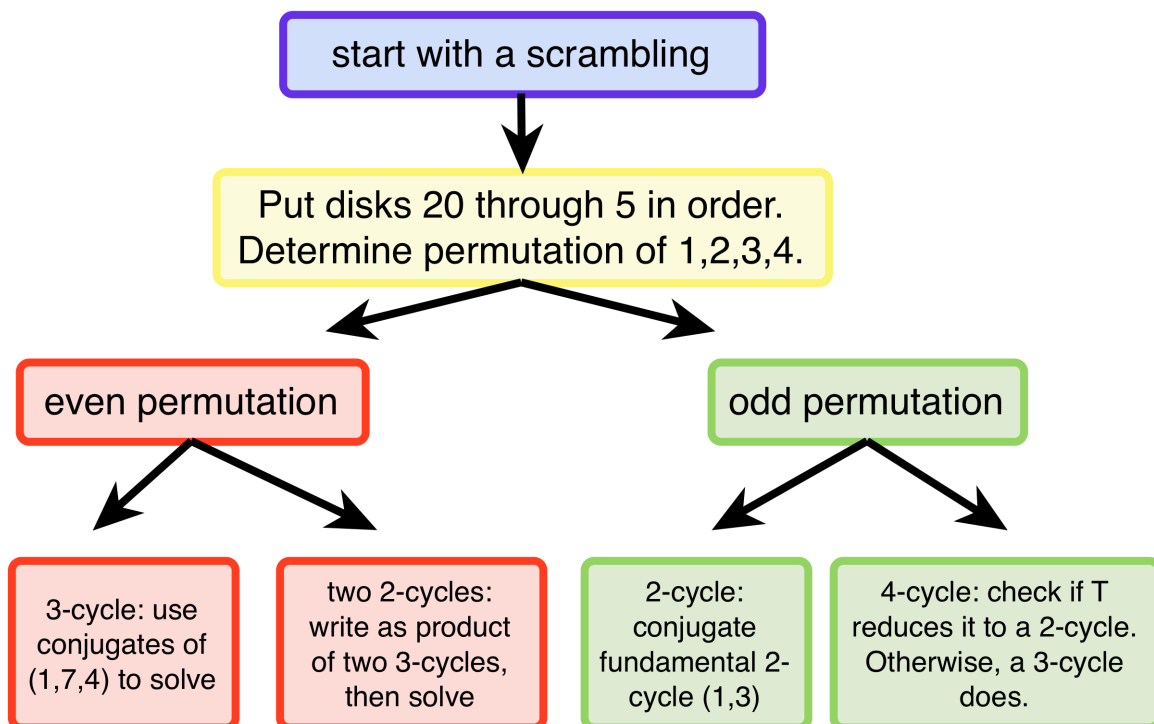 start with a scrambling
Put disks 20 through 5 in order.
Determine permutation of 1,2,3,4.
even permutation
odd permutation
3-cycle: use
conjugates of
(1,7,4) to solve
two 2-cycles:
write as product
of two 3-cycles,
then solve
2-cycle:
conjugate
fundamental 2-
cycle (1,3)
4-cycle: check if T
reduces it to a 2-cycle.
Otherwise, a 3-cycle
does.